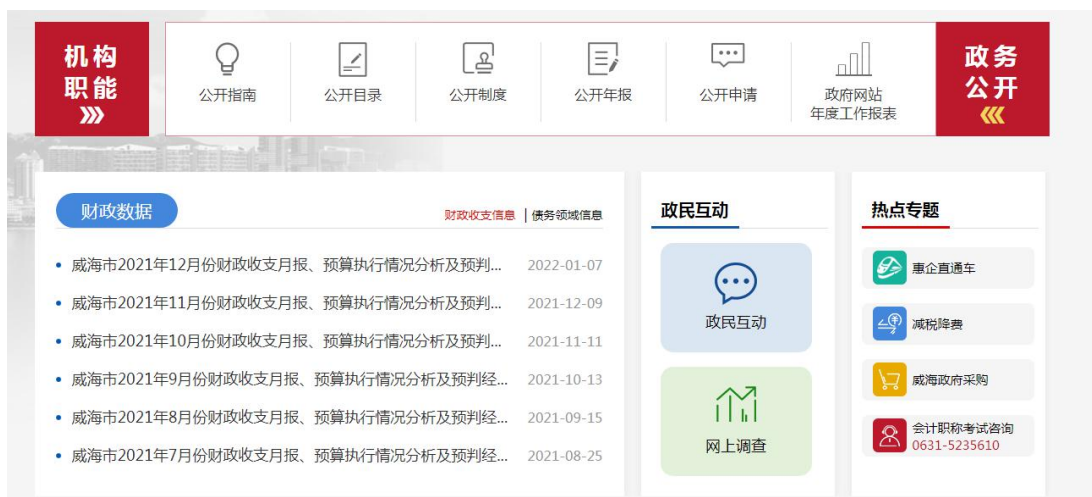 机构
职能
公开指南
公开目录
公开制度
公开年报
公开申请
政府网站
年度工作报表
政务
公开
财政数据
财政收支信息
债务领域信息
威海市2021年12月份财政收支月报、预算执行情况分析及预判... 2022-01-07
威海市2021年11月份财政收支月报、预算执行情况分析及预判... 2021-12-09
威海市2021年10月份财政收支月报、预算执行情况分析及预判... 2021-11-11
威海市2021年9月份财政收支月报、预算执行情况分析及预判经... 2021-10-13
威海市2021年8月份财政收支月报、预算执行情况分析及预判经... 2021-09-15
威海市2021年7月份财政收支月报、预算执行情况分析及预判经... 2021-08-25
政民互动
政民互动
网上调查
热点专题
惠企直通车
减税降费
威海政府采购
会计职称考试咨询
0631-5235610